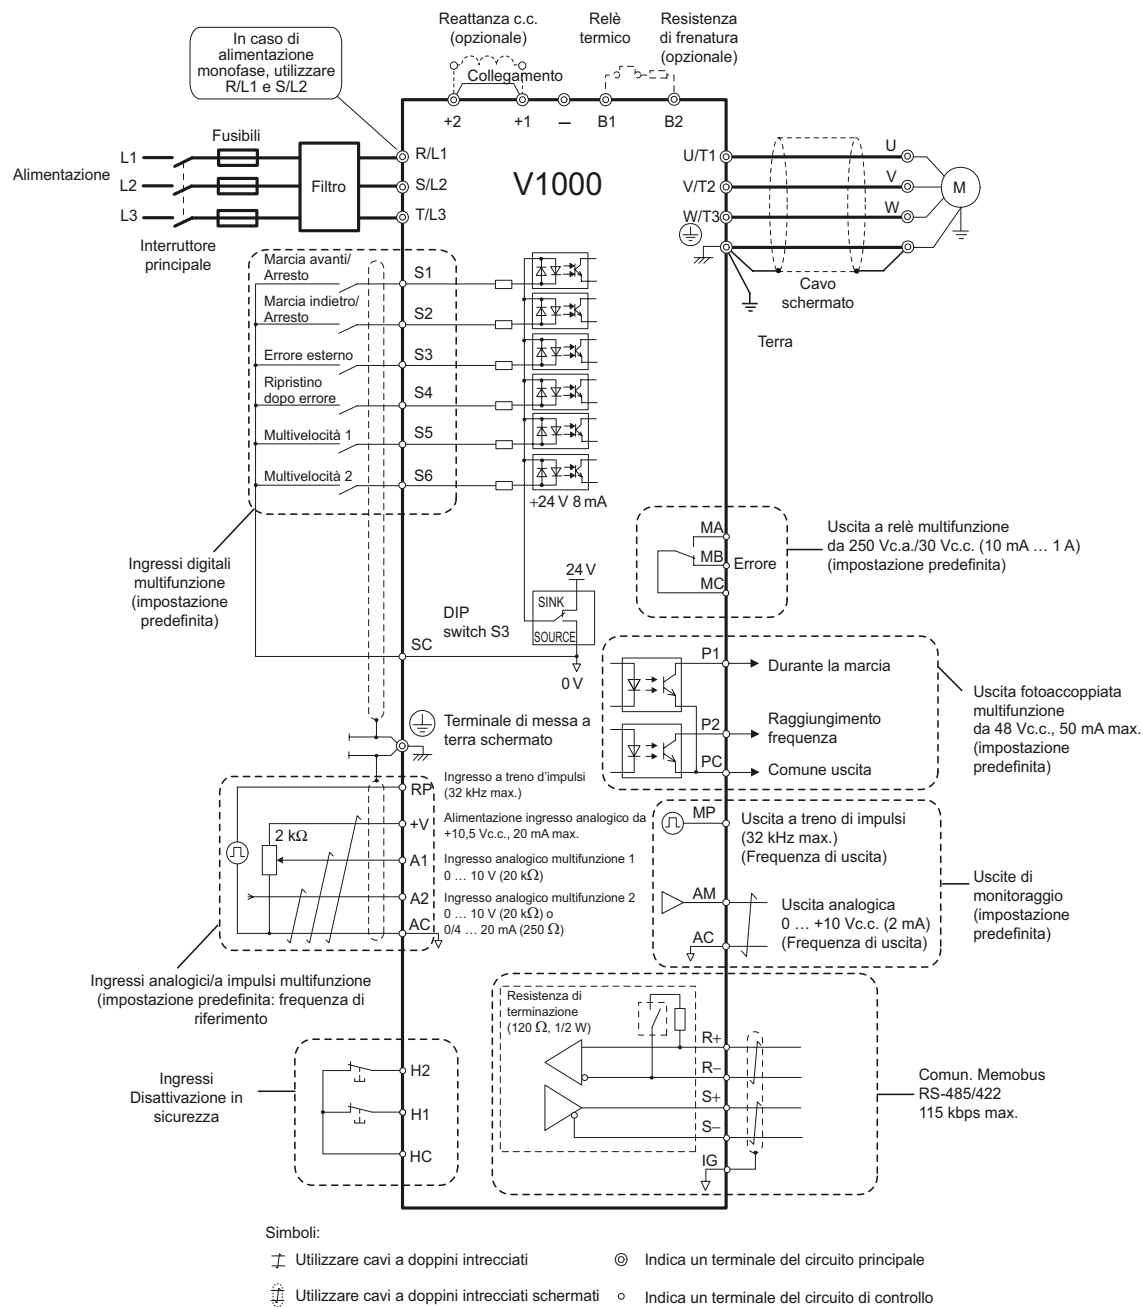 Reattanza c.c.
(opzionale)
Relè
termico
Resistenza
di frenatura
(opzionale)
In caso di
alimentazione
monofase, utilizzare
R/L1 e S/L2
Collegamento
+2
+1
–
B1
B2
Fusibili
L1
L2
L3
Alimentazione
Filtro
Interruttore
principale
R/L1
S/L2
T/L3
V1000
U/T1
V/T2
W/T3
U
V
W
M
Cavo
schermato
Terra
Marcia avanti/
Arresto
S1
Marcia indietro/
Arresto
S2
Errore esterno
S3
Ripristino
dopo errore
S4
Multivelocità 1
S5
Multivelocità 2
S6
+24 V 8 mA
Ingressi digitali
multifunzione
(impostazione
predefinita)
24 V
SINK
SOURCE
DIP
switch S3
SC
0 V
MA
MB
MC
Errore
Uscita a relè multifunzione
da 250 Vc.a./30 Vc.c. (10 mA … 1 A)
(impostazione predefinita)
P1
Durante la marcia
P2
Raggiungimento
frequenza
PC
Comune uscita
Uscita fotoaccoppiata
multifunzione
da 48 Vc.c., 50 mA max.
(impostazione
predefinita)
Terminale di messa a
terra schermato
RP
Ingresso a treno d'impulsi
(32 kHz max.)
+V
Alimentazione ingresso analogico da
+10,5 Vc.c., 20 mA max.
2 kΩ
A1
Ingresso analogico multifunzione 1
0 … 10 V (20 kΩ)
A2
Ingresso analogico multifunzione 2
0 … 10 V (20 kΩ) o
0/4 … 20 mA (250 Ω)
AC
Ingressi analogici/a impulsi multifunzione
(impostazione predefinita: frequenza di
riferimento
MP
Uscita a treno di impulsi
(32 kHz max.)
(Frequenza di uscita)
AM
Uscita analogica
0 … +10 Vc.c. (2 mA)
(Frequenza di uscita)
AC
Uscite di
monitoraggio
(impostazione
predefinita)
Resistenza di
terminazione
(120 Ω, 1/2 W)
R+
R–
S+
S–
IG
Comun. Memobus
RS-485/422
115 kbps max.
Ingressi
Disattivazione in
sicurezza
H2
H1
HC
Simboli:
Utilizzare cavi a doppini intrecciati
Indica un terminale del circuito principale
Utilizzare cavi a doppini intrecciati schermati
Indica un terminale del circuito di controllo